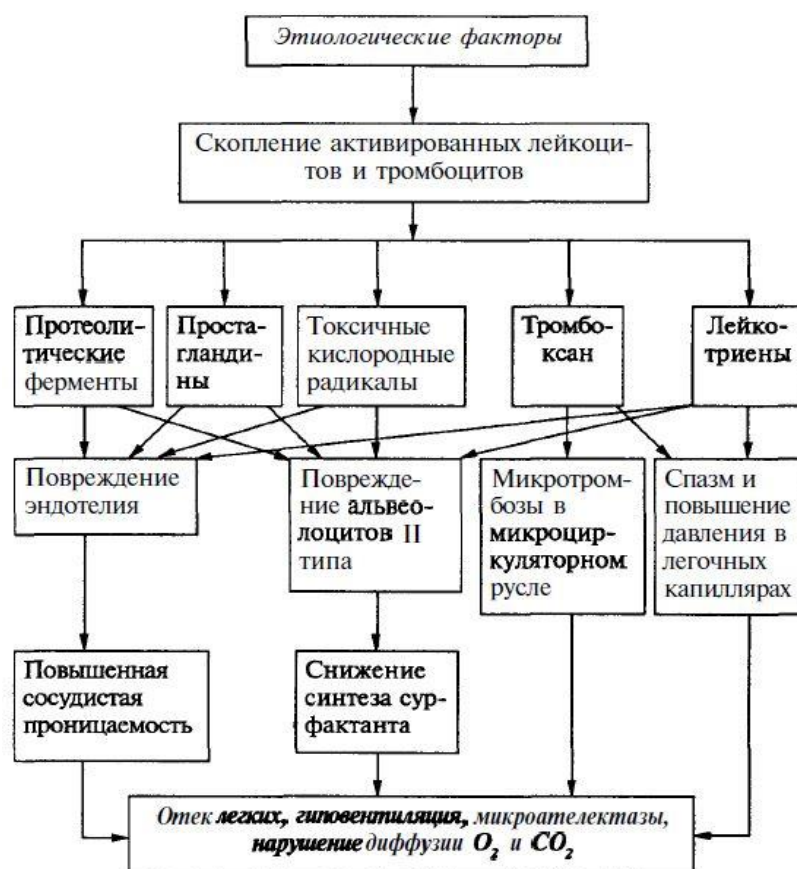 Этиологические факторы
Скопление активированных лейкоци-
тов и тромбоцитов
Протеоли-
тические
ферменты
Проста-
гланди-
ны
Токсичные
кислородные
радикалы
Тромбо-
ксан
Лейко-
триены
Повреждение
эндотелия
Поврежде-
ние альвео-
лоцитов II
типа
Микротром-
бозы в
микроцир-
куляторном
русле
Спазм и
повышение
давления в
легочных
капиллярах
Повышенная
сосудистая
проницаемость
Снижение
синтеза сур-
фактанта
Отек легких, гиповентиляция, микроателектазы,
нарушение диффузии O₂ и CO₂